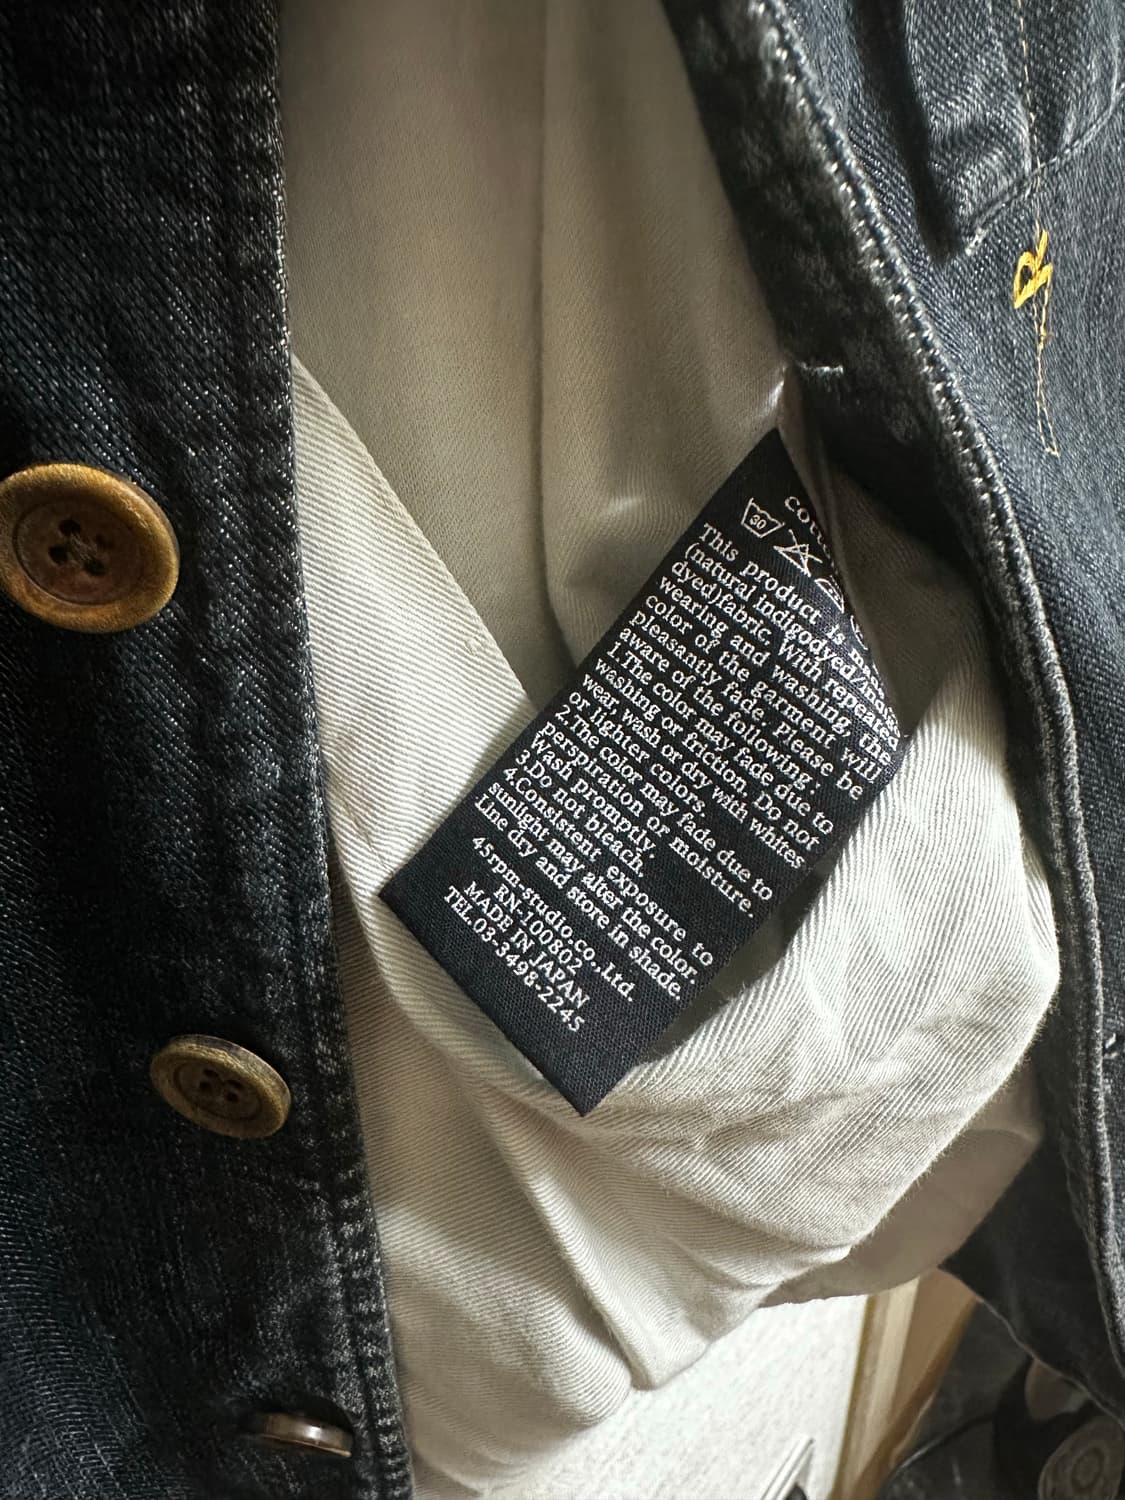 30
This product is
(natural indigodyed/
dyed)fabric. With repeated
wearing and washing, the
color of the garment will
pleasantly fade. Please be
aware of the following:
1.The color may fade due to
wear, wash or friction. Do not
washing or dry with whites
or lighten colors.
2.The color may fade due to
perspiration or moisture.
Wash promptly.
3.Do not bleach.
4.Consistent exposure to
sunlight may alter the color.
Line dry and store in shade.
45rpm-studio.co.,Ltd.
RN-100802
MADE IN JAPAN
TEL.03-3498-2245
R